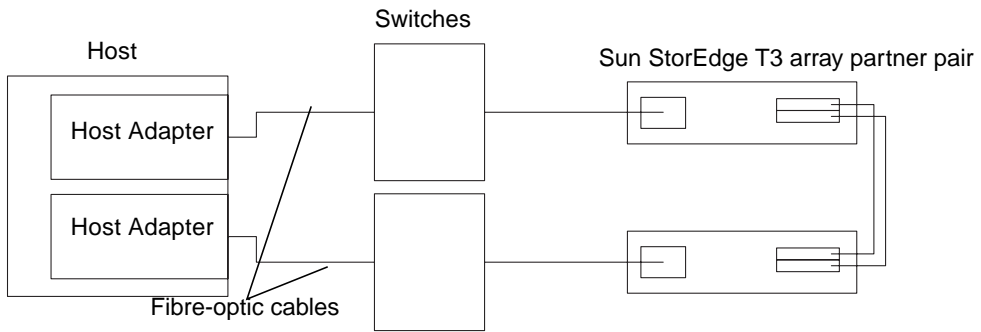 Switches
Host
Sun StorEdge T3 array partner pair
Host Adapter
Host Adapter
Fibre-optic cables